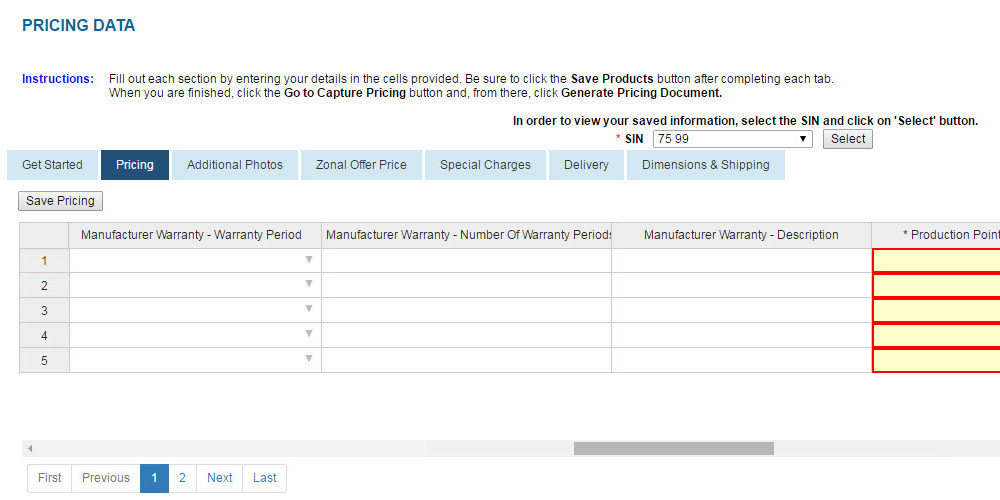 PRICING DATA
Instructions: Fill out each section by entering your details in the cells provided. Be sure to click the Save Products button after completing each tab.
When you are finished, click the Go to Capture Pricing button and, from there, click Generate Pricing Document.
In order to view your saved information, select the SIN and click on 'Select' button.
* SIN 75 99 Select
Get Started Pricing Additional Photos Zonal Offer Price Special Charges Delivery Dimensions & Shipping
Save Pricing
Manufacturer Warranty - Warranty Period Manufacturer Warranty - Number Of Warranty Periods Manufacturer Warranty - Description * Production Point
1
2
3
4
5
First Previous 1 2 Next Last